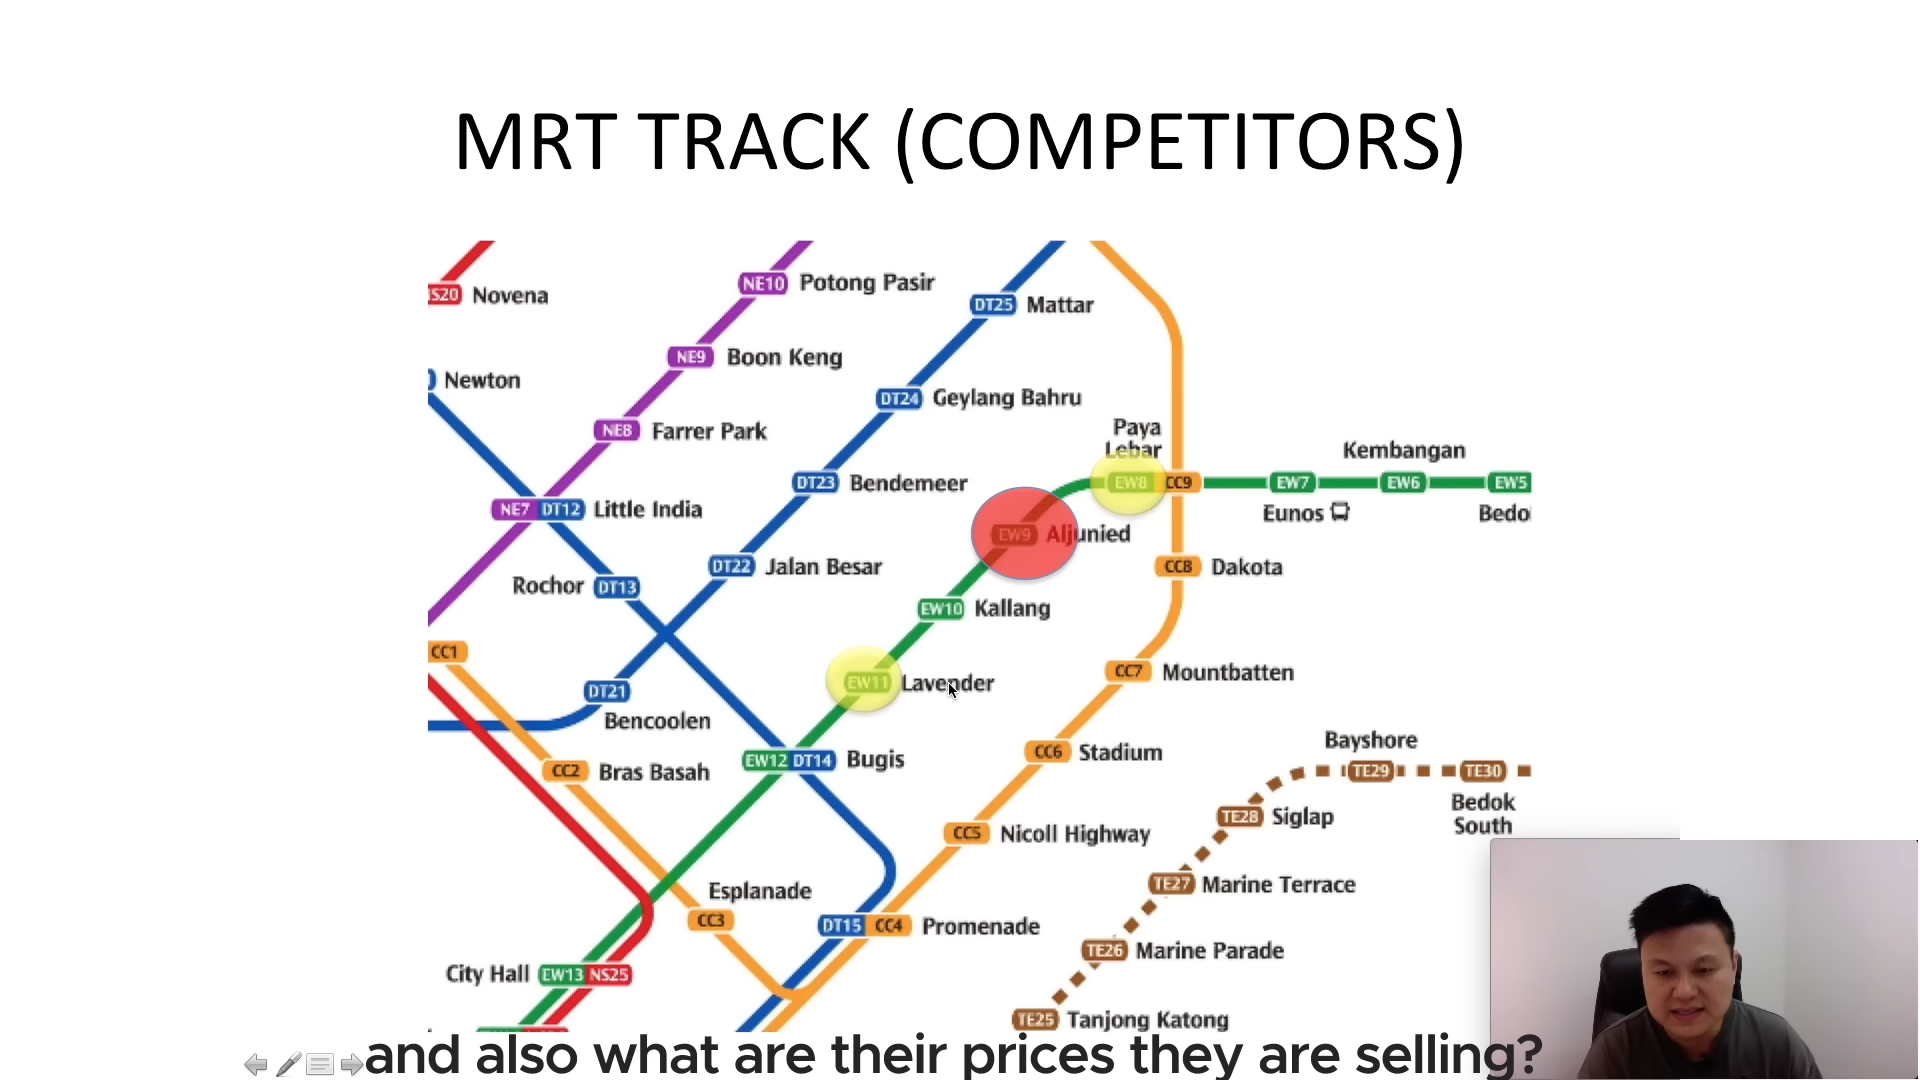 MRT TRACK (COMPETITORS)
NE10 Potong Pasir
NS20 Novena
DT25 Mattar
NE9 Boon Keng
Newton
DT24 Geylang Bahru
NE8 Farrer Park
Paya
Lebar
Kembangan
DT23 Bendemeer
EW8 CC9
EW7
EW6
EW5
NE7 DT12 Little India
Eunos
Bedo
EW9 Aljunied
DT22 Jalan Besar
CC8 Dakota
Rochor DT13
EW10 Kallang
CC1
CC7 Mountbatten
EW11 Lavender
DT21
Bencoolen
Bayshore
CC6 Stadium
EW12 DT14 Bugis
CC2 Bras Basah
TE29
TE30
Bedok
South
TE28 Siglap
CC5 Nicoll Highway
Esplanade
TE27 Marine Terrace
CC3
DT15 CC4 Promenade
TE26 Marine Parade
City Hall EW13 NS25
TE25 Tanjong Katong
and also what are their prices they are selling?